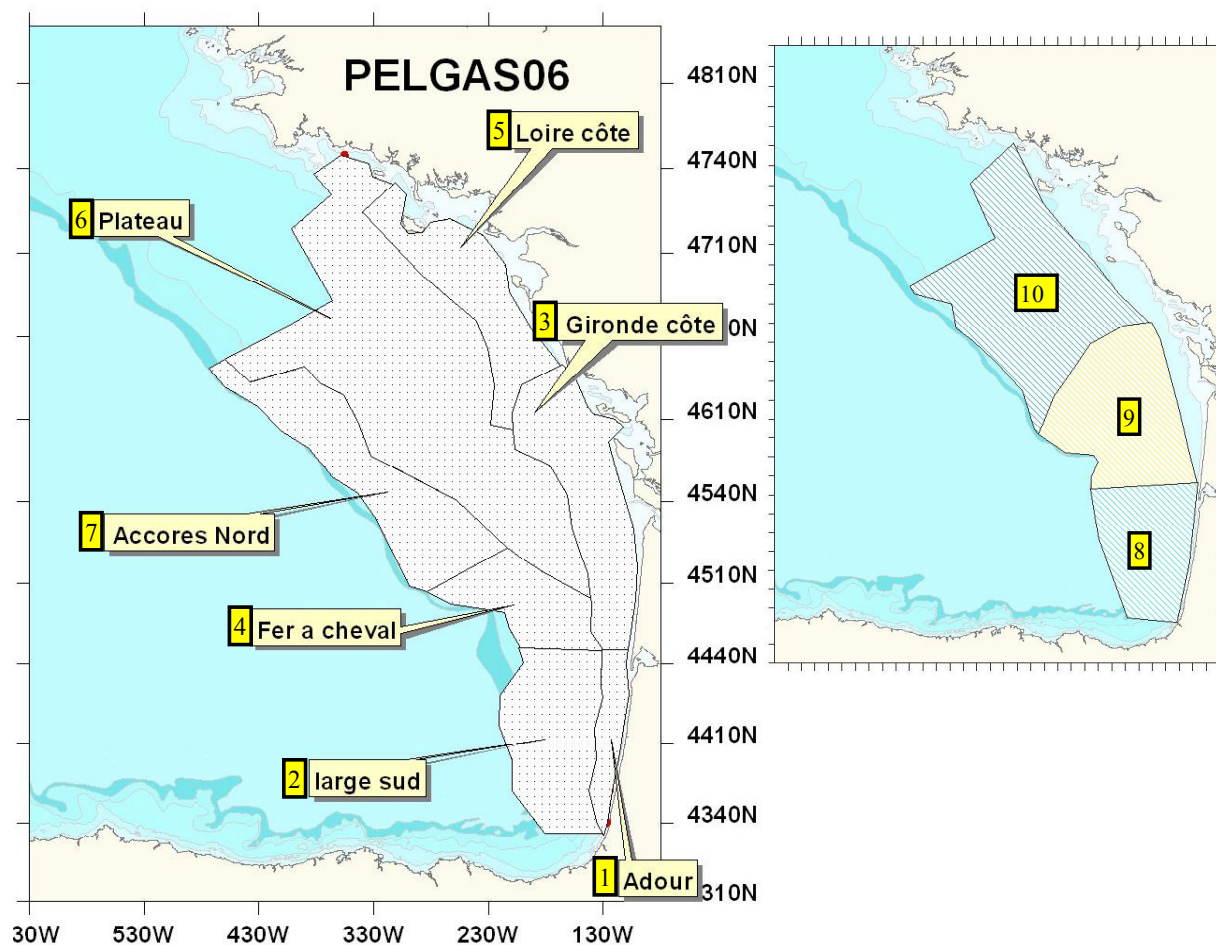 PELGAS06
4810N
5 Loire côte
4740N
6 Plateau
4710N
3 Gironde côte
0N
4610N
4540N
7 Accores Nord
4510N
4 Fer a cheval
4440N
4410N
2 large sud
4340N
1 Adour
310N
30W 530W 430W 330W 230W 130W
10
9
8